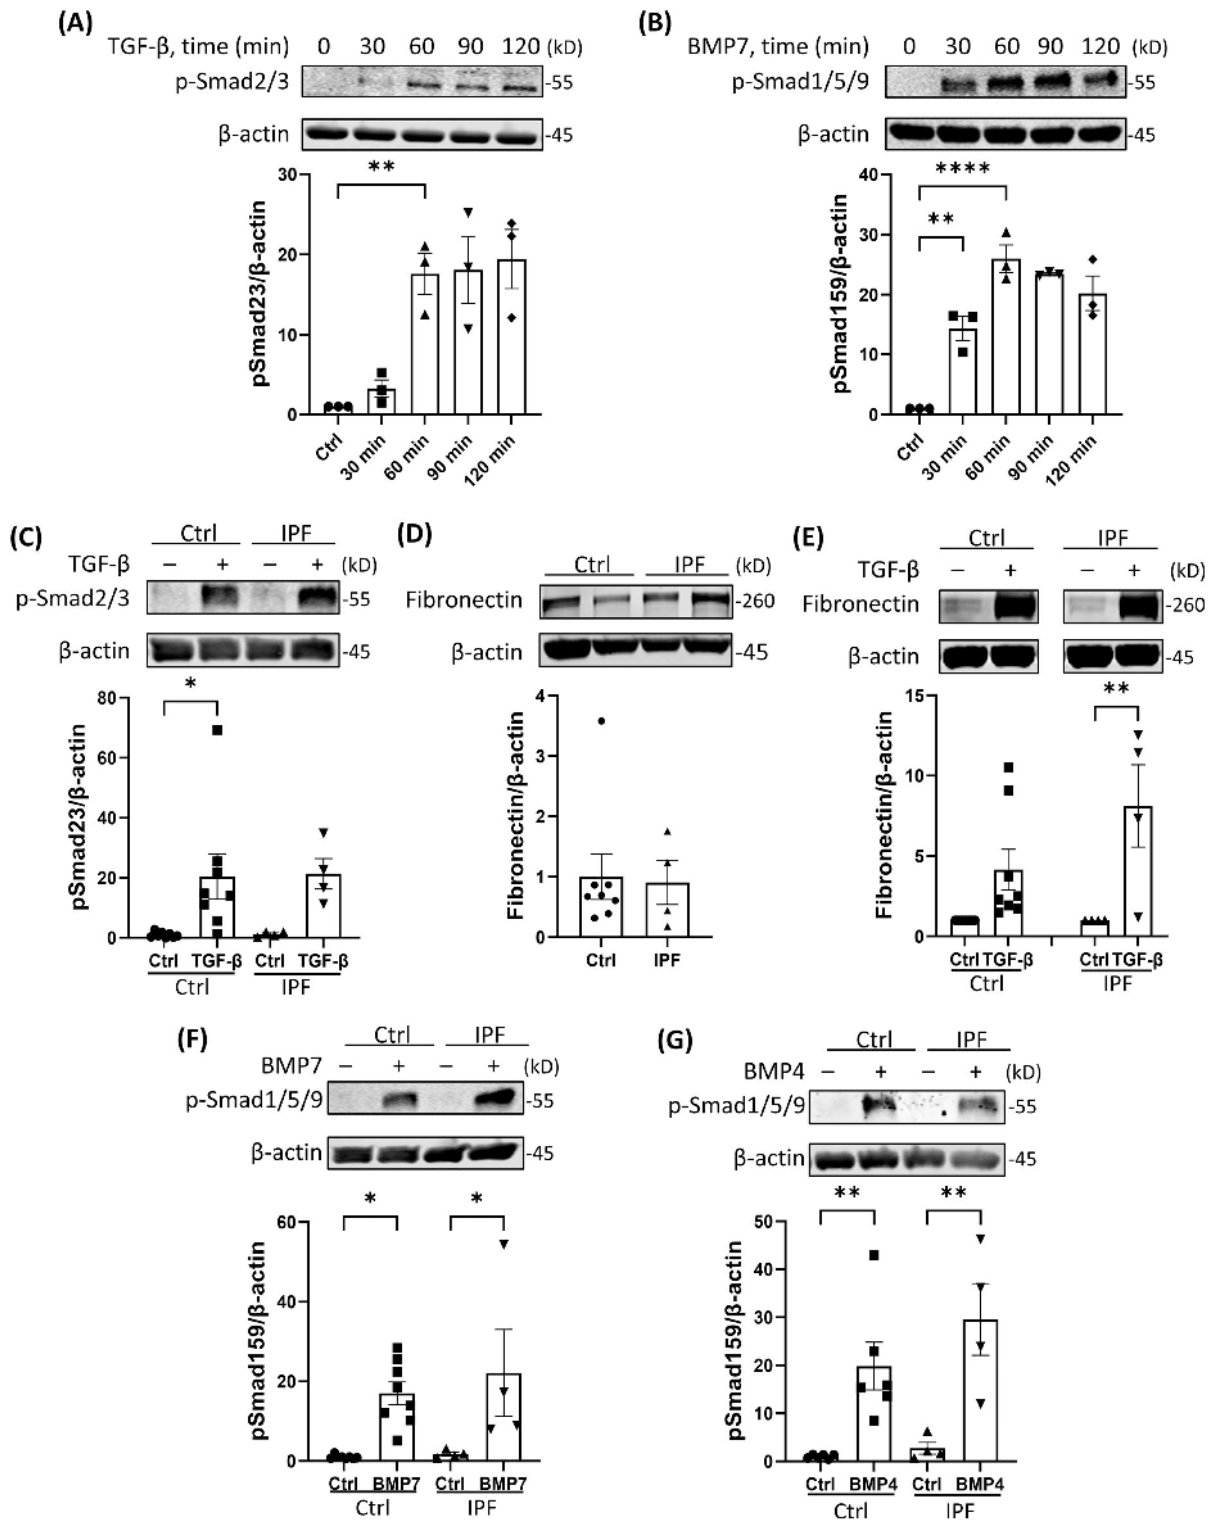 (A)
TGF-β, time (min) 0 30 60 90 120 (kD)
p-Smad2/3 -55
β-actin -45
**
pSmad23/β-actin
30
20
10
0
Ctrl 30 min 60 min 90 min 120 min
(B)
BMP7, time (min) 0 30 60 90 120 (kD)
p-Smad1/5/9 -55
β-actin -45
****
**
pSmad159/β-actin
40
30
20
10
0
Ctrl 30 min 60 min 90 min 120 min
(C)
Ctrl IPF
TGF-β – + – + (kD)
p-Smad2/3 -55
β-actin -45
*
pSmad23/β-actin
80
60
40
20
0
Ctrl TGF-β Ctrl TGF-β
Ctrl IPF
(D)
Ctrl IPF (kD)
Fibronectin -260
β-actin -45
Fibronectin/β-actin
4
3
2
1
0
Ctrl IPF
(E)
Ctrl IPF
TGF-β – + – + (kD)
Fibronectin -260
β-actin -45
**
Fibronectin/β-actin
15
10
5
0
Ctrl TGF-β Ctrl TGF-β
Ctrl IPF
(F)
Ctrl IPF
BMP7 – + – + (kD)
p-Smad1/5/9 -55
β-actin -45
* *
pSmad159/β-actin
60
40
20
0
Ctrl BMP7 Ctrl BMP7
Ctrl IPF
(G)
Ctrl IPF
BMP4 – + – + (kD)
p-Smad1/5/9 -55
β-actin -45
** **
pSmad159/β-actin
50
40
30
20
10
0
Ctrl BMP4 Ctrl BMP4
Ctrl IPF